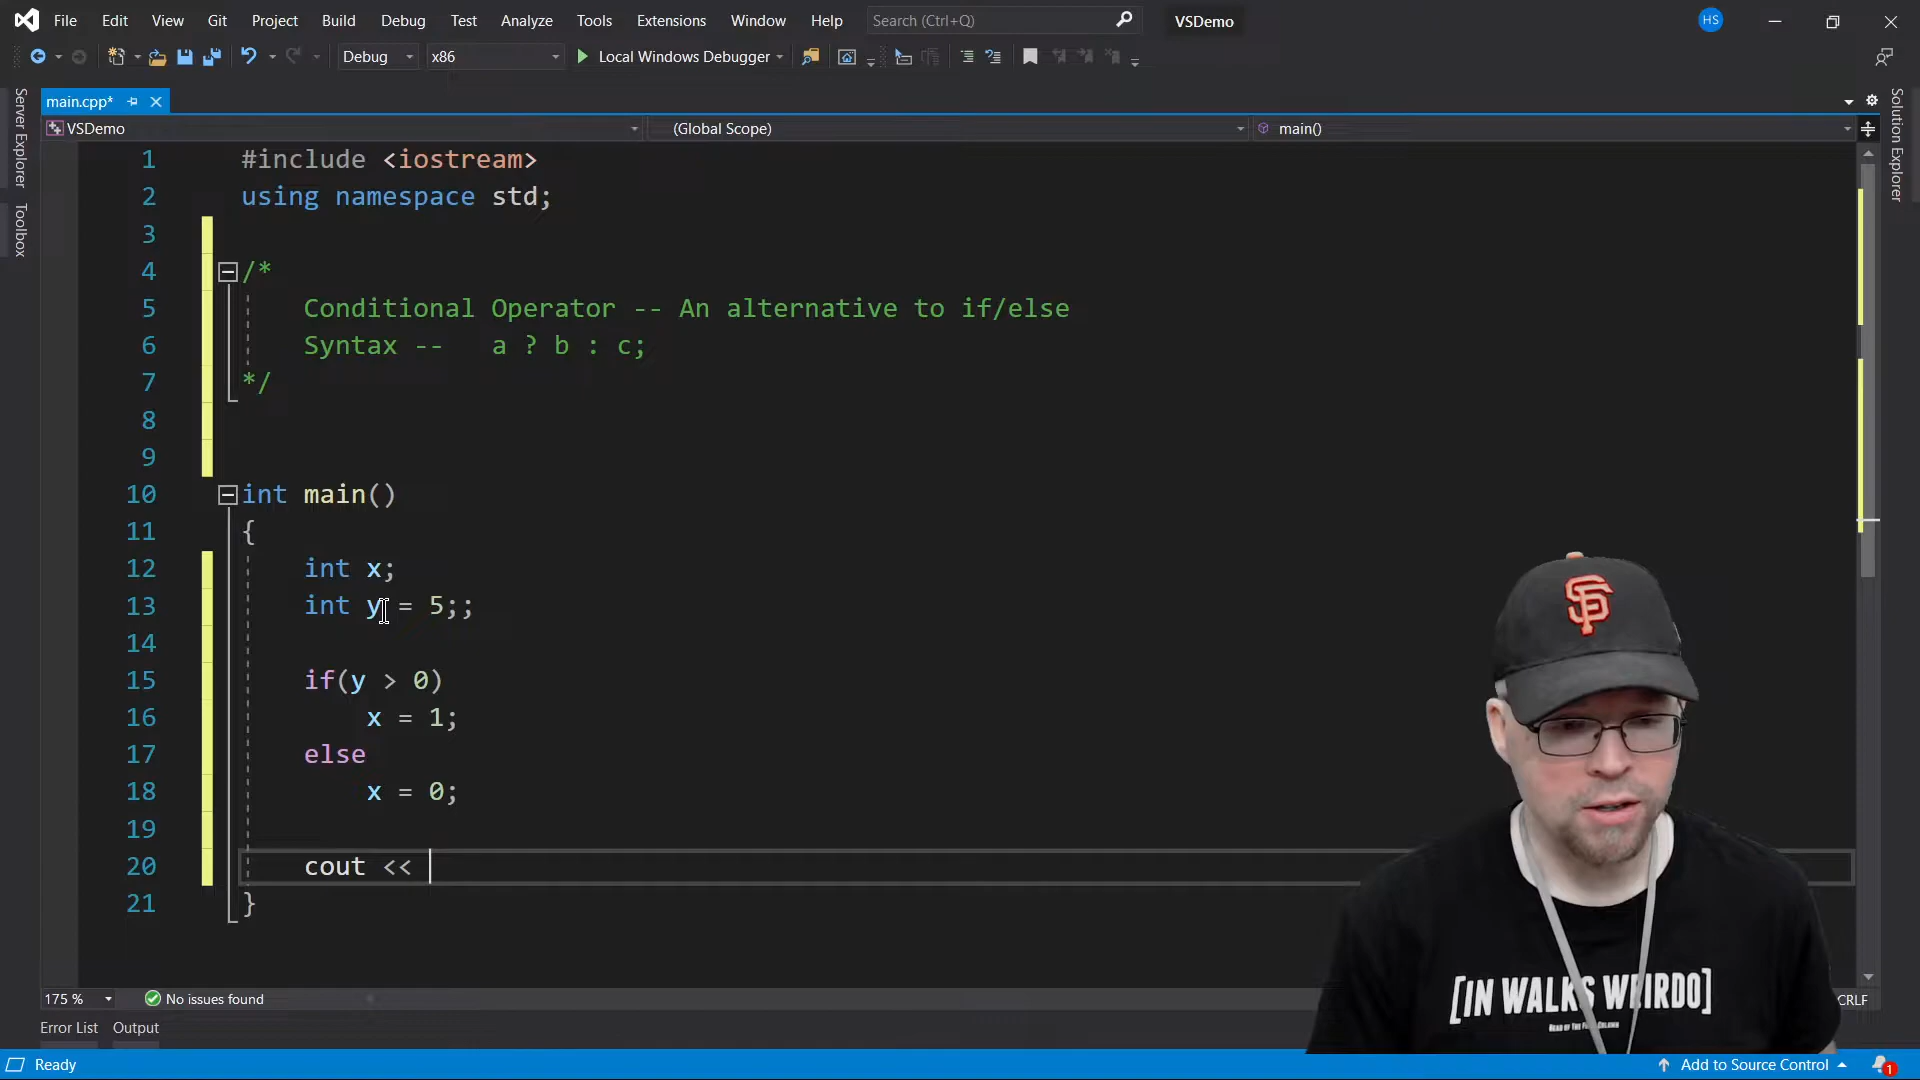 File Edit View Git Project Build Debug Test Analyze Tools Extensions Window Help Search (Ctrl+Q) VSDemo HS
Debug x86 Local Windows Debugger
Server Explorer
Toolbox
Solution Explorer
main.cpp*
VSDemo (Global Scope) main()
1 #include <iostream>
2 using namespace std;
3
4 /*
5 Conditional Operator -- An alternative to if/else
6 Syntax -- a ? b : c;
7 */
8
9
10 int main()
11 {
12 int x;
13 int y = 5;;
14
15 if(y > 0)
16 x = 1;
17 else
18 x = 0;
19
20 cout <<
21 }
SF
[IN WALKS WEIRDO]
175 % No issues found CRLF
Error List Output
Ready Add to Source Control 1